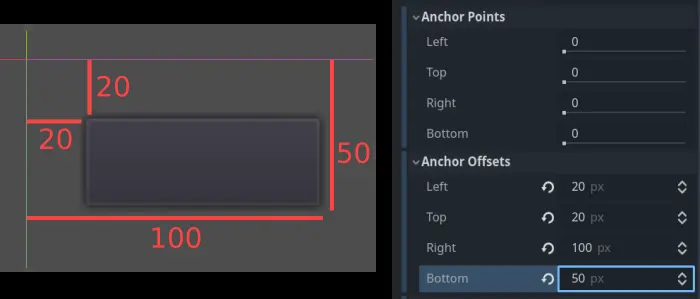 20
20
50
100
Anchor Points
Left 0
Top 0
Right 0
Bottom 0
Anchor Offsets
Left 20 px
Top 20 px
Right 100 px
Bottom 50 px